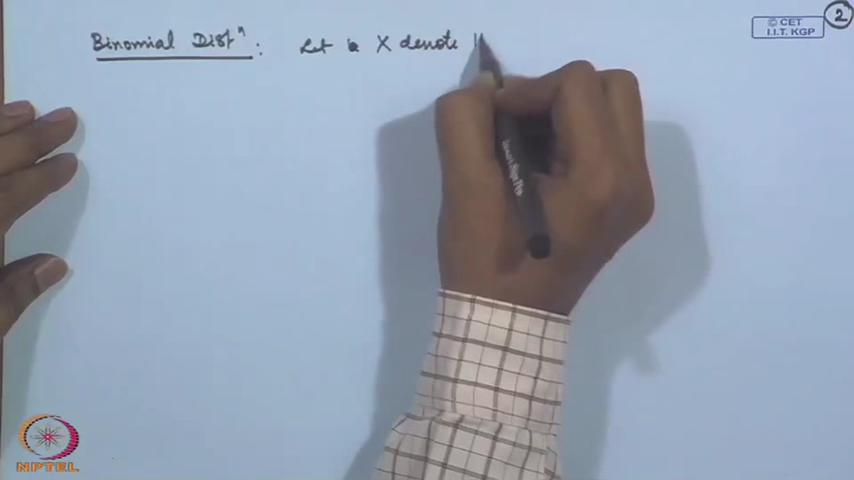 Binomial Distⁿ : Let X denote
© CET
I.I.T. KGP
2
NPTEL